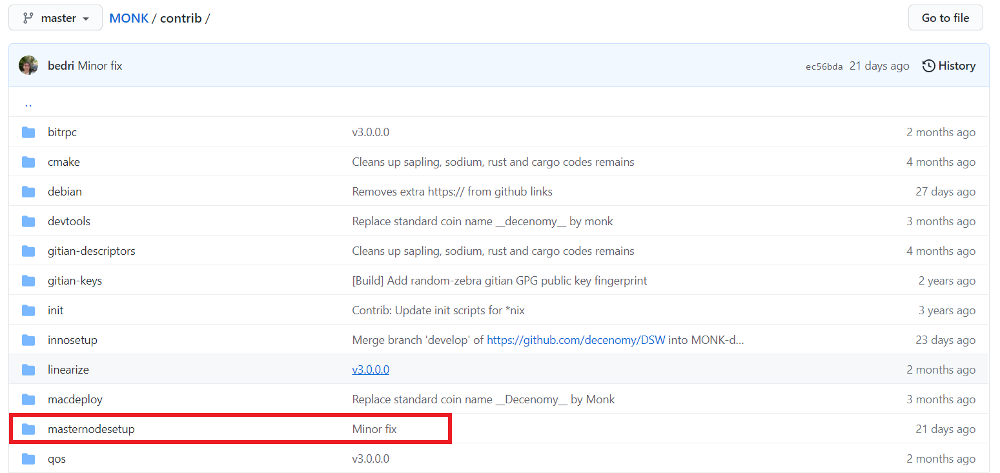 master MONK / contrib / Go to file
bedri Minor fix ec56bda 21 days ago History
..
bitrpc v3.0.0.0 2 months ago
cmake Cleans up sapling, sodium, rust and cargo codes remains 4 months ago
debian Removes extra https:// from github links 27 days ago
devtools Replace standard coin name __decenomy__ by monk 3 months ago
gitian-descriptors Cleans up sapling, sodium, rust and cargo codes remains 4 months ago
gitian-keys [Build] Add random-zebra gitian GPG public key fingerprint 2 years ago
init Contrib: Update init scripts for *nix 3 years ago
innosetup Merge branch 'develop' of https://github.com/decenomy/DSW into MONK-d... 23 days ago
linearize v3.0.0.0 2 months ago
macdeploy Replace standard coin name __Decenomy__ by Monk 3 months ago
masternodesetup Minor fix 21 days ago
qos v3.0.0.0 2 months ago